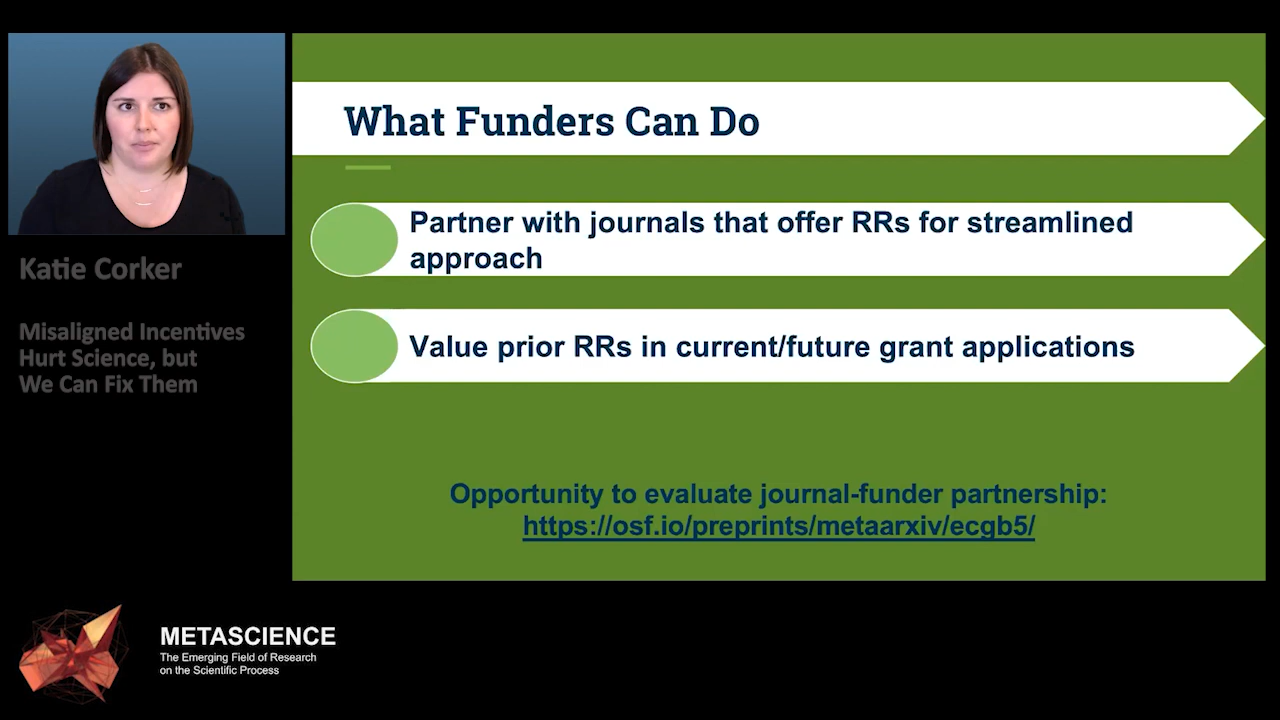 What Funders Can Do
Partner with journals that offer RRs for streamlined
approach
Value prior RRs in current/future grant applications
Opportunity to evaluate journal-funder partnership:
https://osf.io/preprints/metaarxiv/ecgb5/
Katie Corker
Misaligned Incentives
Hurt Science, but
We Can Fix Them
METASCIENCE
The Emerging Field of Research
on the Scientific Process